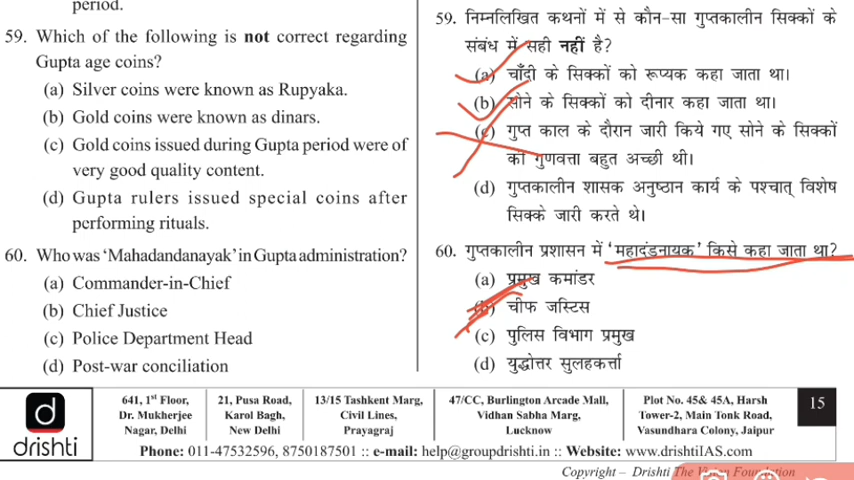 period.
59. Which of the following is not correct regarding
Gupta age coins?
(a) Silver coins were known as Rupyaka.
(b) Gold coins were known as dinars.
(c) Gold coins issued during Gupta period were of
very good quality content.
(d) Gupta rulers issued special coins after
performing rituals.
60. Who was 'Mahadandanayak' in Gupta administration?
(a) Commander-in-Chief
(b) Chief Justice
(c) Police Department Head
(d) Post-war conciliation
59. निम्नलिखित कथनों में से कौन-सा गुप्तकालीन सिक्कों के
संबंध में सही नहीं है?
(a) चाँदी के सिक्कों को रूप्यक कहा जाता था।
(b) सोने के सिक्कों को दीनार कहा जाता था।
(c) गुप्त काल के दौरान जारी किये गए सोने के सिक्कों
की गुणवत्ता बहुत अच्छी थी।
(d) गुप्तकालीन शासक अनुष्ठान कार्य के पश्चात् विशेष
सिक्के जारी करते थे।
60. गुप्तकालीन प्रशासन में 'महादंडनायक' किसे कहा जाता था?
(a) प्रमुख कमांडर
(b) चीफ जस्टिस
(c) पुलिस विभाग प्रमुख
(d) युद्धोत्तर सुलहकर्त्ता
d
drishti
641, 1st Floor,
Dr. Mukherjee
Nagar, Delhi
21, Pusa Road,
Karol Bagh,
New Delhi
13/15 Tashkent Marg,
Civil Lines,
Prayagraj
47/CC, Burlington Arcade Mall,
Vidhan Sabha Marg,
Lucknow
Plot No. 45& 45A, Harsh
Tower-2, Main Tonk Road,
Vasundhara Colony, Jaipur
15
Phone: 011-47532596, 8750187501 :: e-mail: help@groupdrishti.in :: Website: www.drishtiIAS.com
Copyright – Drishti The Vision Foundation